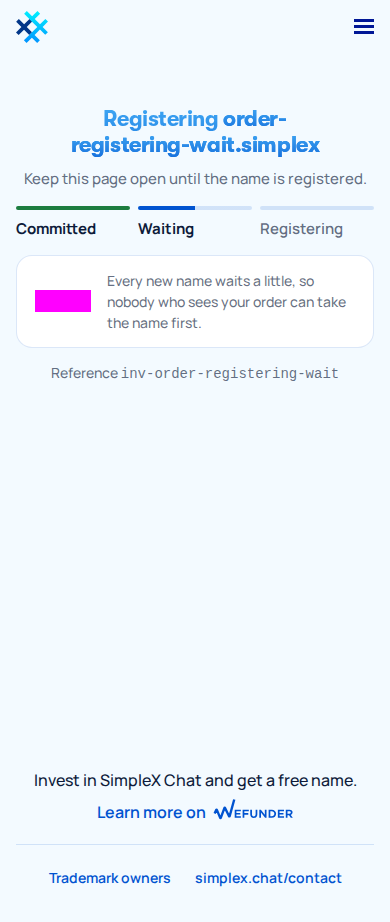 Registering order-
registering-wait.simplex
Keep this page open until the name is registered.
Committed
Waiting
Registering
Every new name waits a little, so
nobody who sees your order can take
the name first.
Reference inv-order-registering-wait
Invest in SimpleX Chat and get a free name.
Learn more on WEFUNDER
Trademark owners
simplex.chat/contact